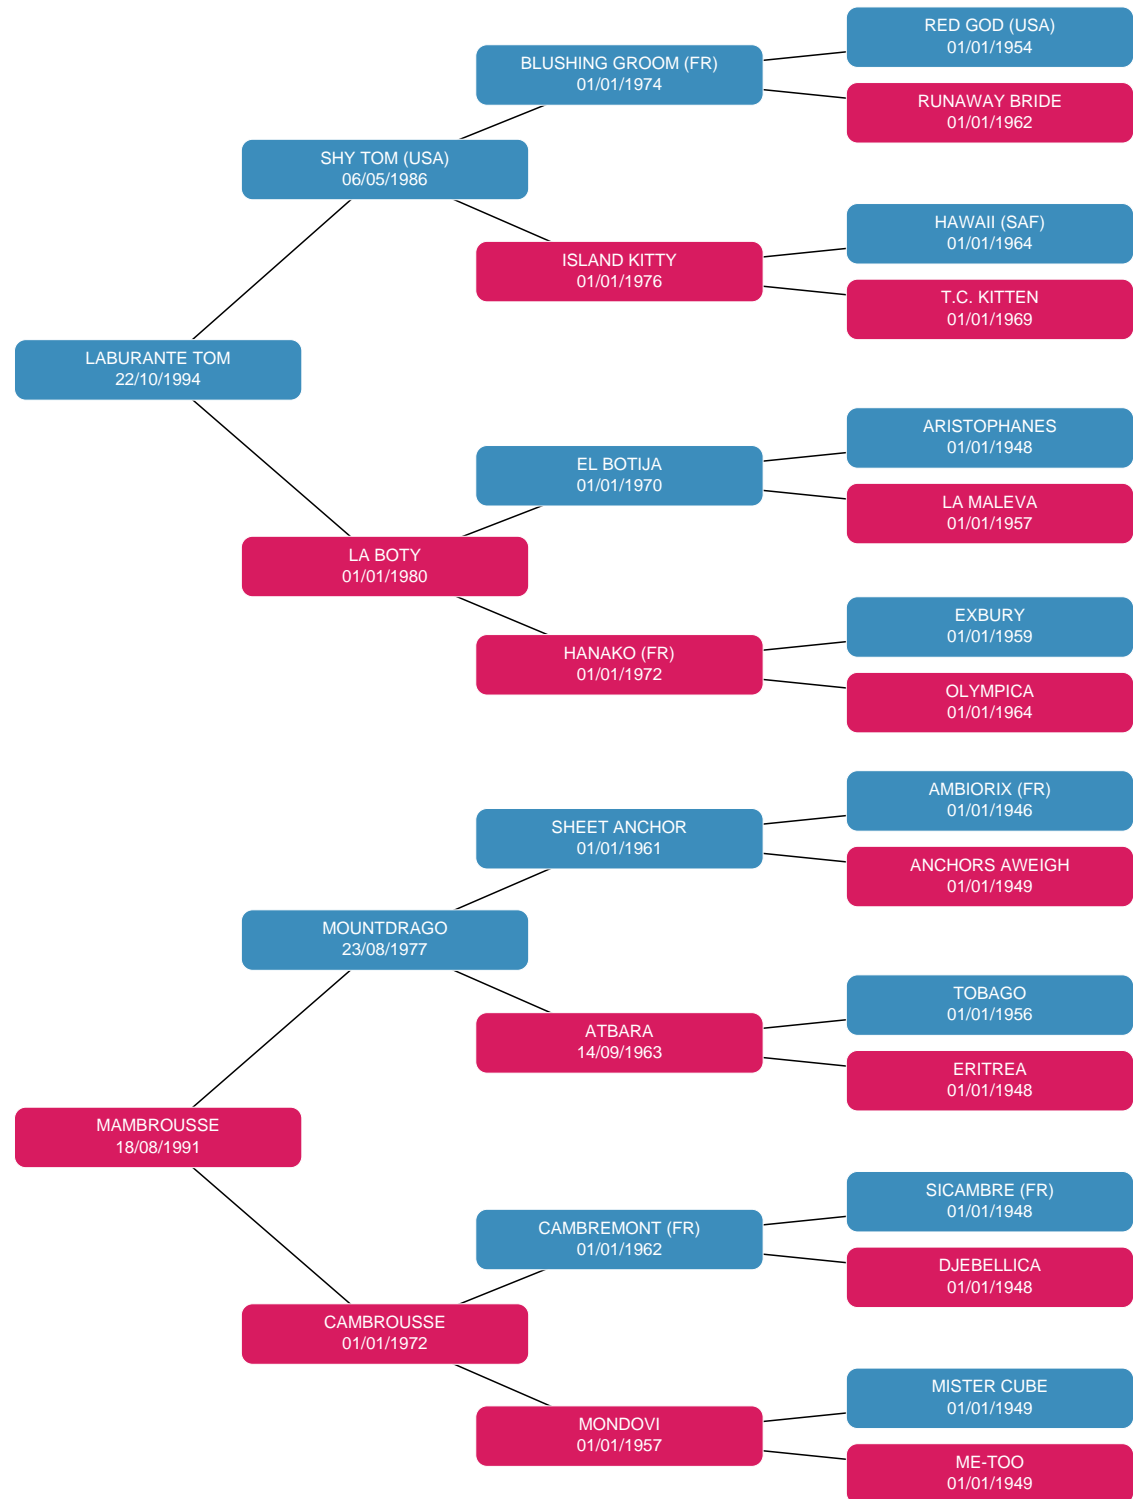 RED GOD (USA)
01/01/1954
BLUSHING GROOM (FR)
01/01/1974
RUNAWAY BRIDE
01/01/1962
SHY TOM (USA)
06/05/1986
HAWAII (SAF)
01/01/1964
ISLAND KITTY
01/01/1976
T.C. KITTEN
01/01/1969
LABURANTE TOM
22/10/1994
ARISTOPHANES
01/01/1948
EL BOTIJA
01/01/1970
LA MALEVA
01/01/1957
LA BOTY
01/01/1980
EXBURY
01/01/1959
HANAKO (FR)
01/01/1972
OLYMPICA
01/01/1964
AMBIORIX (FR)
01/01/1946
SHEET ANCHOR
01/01/1961
ANCHORS AWEIGH
01/01/1949
MOUNTDRAGO
23/08/1977
TOBAGO
01/01/1956
ATBARA
14/09/1963
ERITREA
01/01/1948
MAMBROUSSE
18/08/1991
SICAMBRE (FR)
01/01/1948
CAMBREMONT (FR)
01/01/1962
DJEBELLICA
01/01/1948
CAMBROUSSE
01/01/1972
MISTER CUBE
01/01/1949
MONDOVI
01/01/1957
ME-TOO
01/01/1949